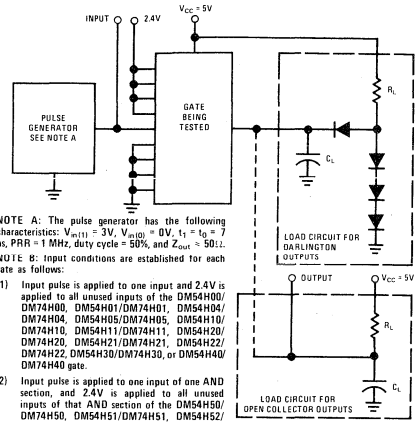 INPUT
2.4V
VCC = 5V
PULSE
GENERATOR
SEE NOTE A
GATE
BEING
TESTED
RL
CL
LOAD CIRCUIT FOR
DARLINGTON
OUTPUTS
OUTPUT
VCC = 5V
RL
CL
LOAD CIRCUIT FOR
OPEN COLLECTOR OUTPUTS
NOTE A: The pulse generator has the following
characteristics: Vin(1) = 3V, Vin(0) = 0V, t1 = t0 = 7
ns, PRR = 1 MHz, duty cycle = 50%, and Zout ≈ 50Ω.
NOTE B: Input conditions are established for each
gate as follows:
1) Input pulse is applied to one input and 2.4V is
applied to all unused inputs of the DM54H00/
DM74H00, DM54H01/DM74H01, DM54H04/
DM74H04, DM54H05/DM74H05, DM54H10/
DM74H10, DM54H11/DM74H11, DM54H20/
DM74H20, DM54H21/DM74H21, DM54H22/
DM74H22, DM54H30/DM74H30, or DM54H40/
DM74H40 gate.
2) Input pulse is applied to one input of one AND
section, and 2.4V is applied to all unused
inputs of that AND section of the DM54H50/
DM74H50, DM54H51/DM74H51, DM54H52/